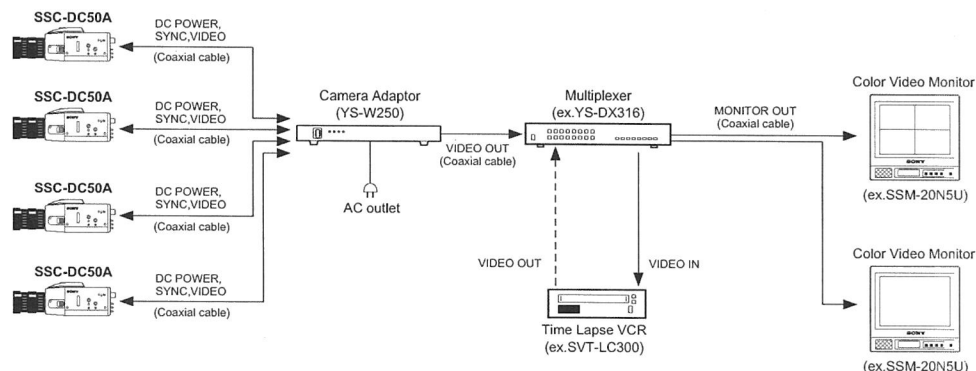 SSC-DC50A
DC POWER,
SYNC,VIDEO
(Coaxial cable)
SSC-DC50A
DC POWER,
SYNC,VIDEO
(Coaxial cable)
SSC-DC50A
DC POWER,
SYNC,VIDEO
(Coaxial cable)
SSC-DC50A
DC POWER,
SYNC,VIDEO
(Coaxial cable)
Camera Adaptor
(YS-W250)
AC outlet
VIDEO OUT
(Coaxial cable)
Multiplexer
(ex.YS-DX316)
VIDEO OUT
VIDEO IN
Time Lapse VCR
(ex.SVT-LC300)
MONITOR OUT
(Coaxial cable)
Color Video Monitor
SONY
(ex.SSM-20N5U)
Color Video Monitor
SONY
(ex.SSM-20N5U)